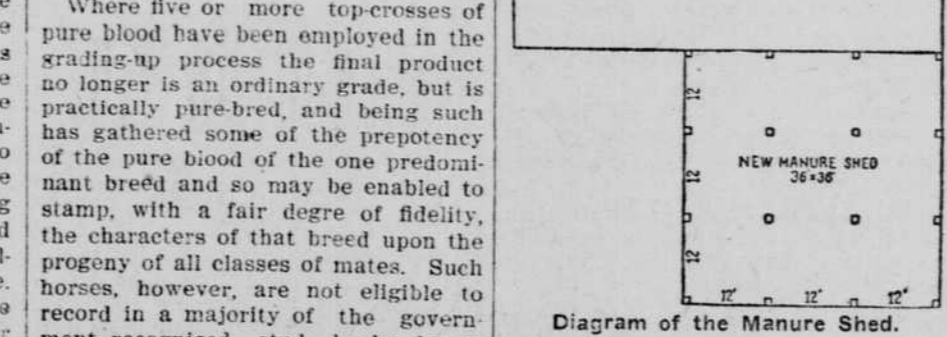 Where five or more top-crosses of
pure blood have been employed in the
grading-up process the final product
no longer is an ordinary grade, but is
practically pure-bred, and being such
has gathered some of the prepotency
of the pure blood of the one predomi-
nant breed and so may be enabled to
stamp, with a fair degre of fidelity,
the characters of that breed upon the
progeny of all classes of mates. Such
horses, however, are not eligible to
record in a majority of the govern-
12
12
12
NEW MANURE SHED
36×36
12' 12' 12'
Diagram of the Manure Shed.